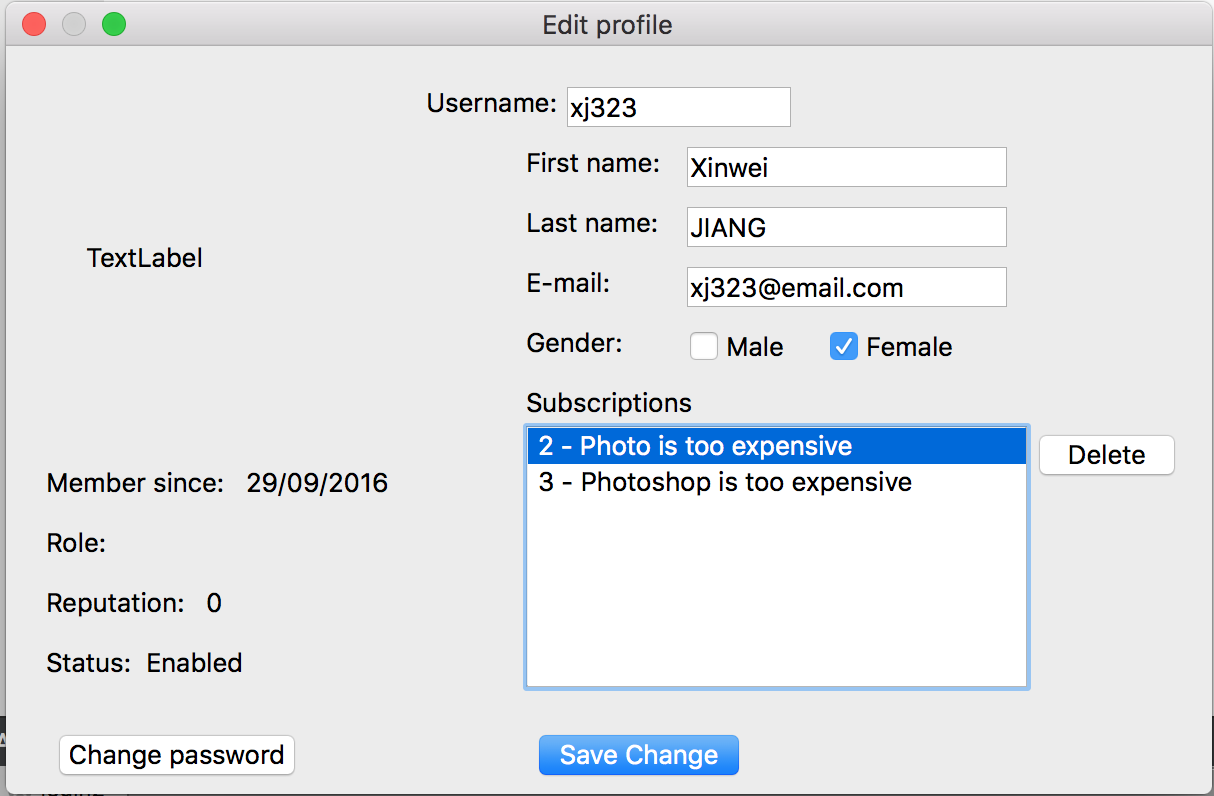 Edit profile
Username: xj323
First name: Xinwei
Last name: JIANG
TextLabel
E-mail: xj323@email.com
Gender: Male Female
Subscriptions
2 - Photo is too expensive
Delete
3 - Photoshop is too expensive
Member since: 29/09/2016
Role:
Reputation: 0
Status: Enabled
Change password
Save Change